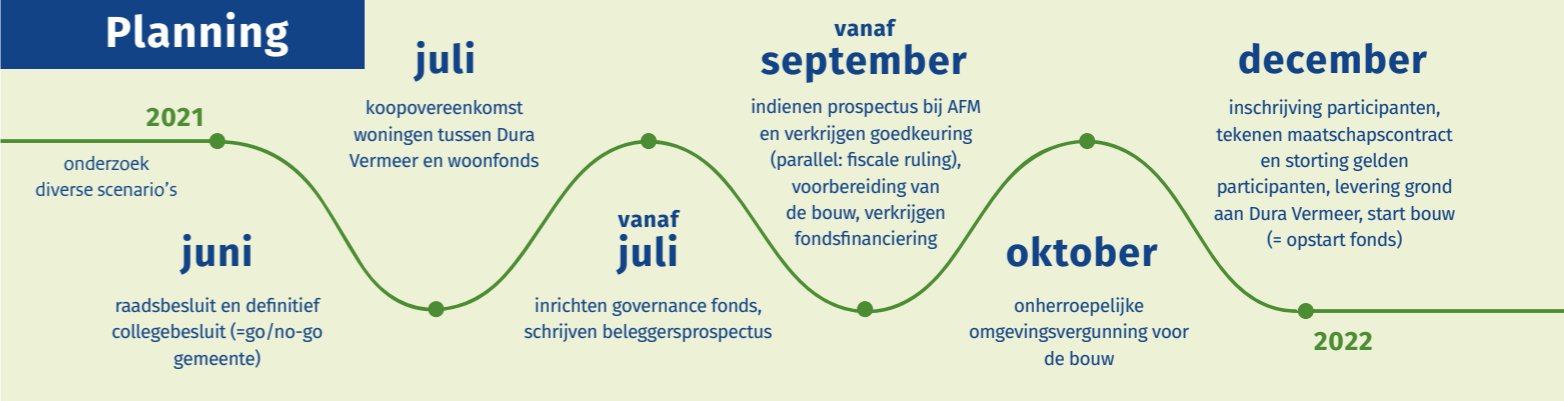 Planning
2021
onderzoek
diverse scenario's
juni
raadsbesluit en definitief
collegebesluit (=go/no-go
gemeente)
juli
koopovereenkomst
woningen tussen Dura
Vermeer en woonfonds
vanaf
juli
inrichten governance fonds,
schrijven beleggersprospectus
vanaf
september
indienen prospectus bij AFM
en verkrijgen goedkeuring
(parallel: fiscale ruling),
voorbereiding van
de bouw, verkrijgen
fondsfinanciering
oktober
onherroepelijke
omgevingsvergunning voor
de bouw
december
inschrijving participanten,
tekenen maatschapscontract
en storting gelden
participanten, levering grond
aan Dura Vermeer, start bouw
(= opstart fonds)
2022